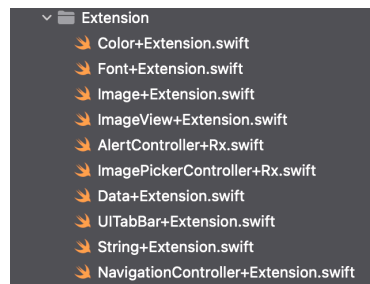 Extension
Color+Extension.swift
Font+Extension.swift
Image+Extension.swift
ImageView+Extension.swift
AlertController+Rx.swift
ImagePickerController+Rx.swift
Data+Extension.swift
UITabBar+Extension.swift
String+Extension.swift
NavigationController+Extension.swift